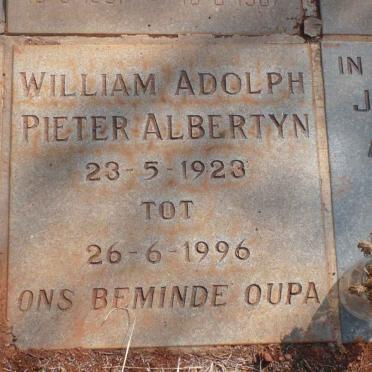 WILLIAM ADOLPH
PIETER ALBERTYN
23-5-1923
TOT
26-6-1996
ONS BEMINDE OUPA
IN
J